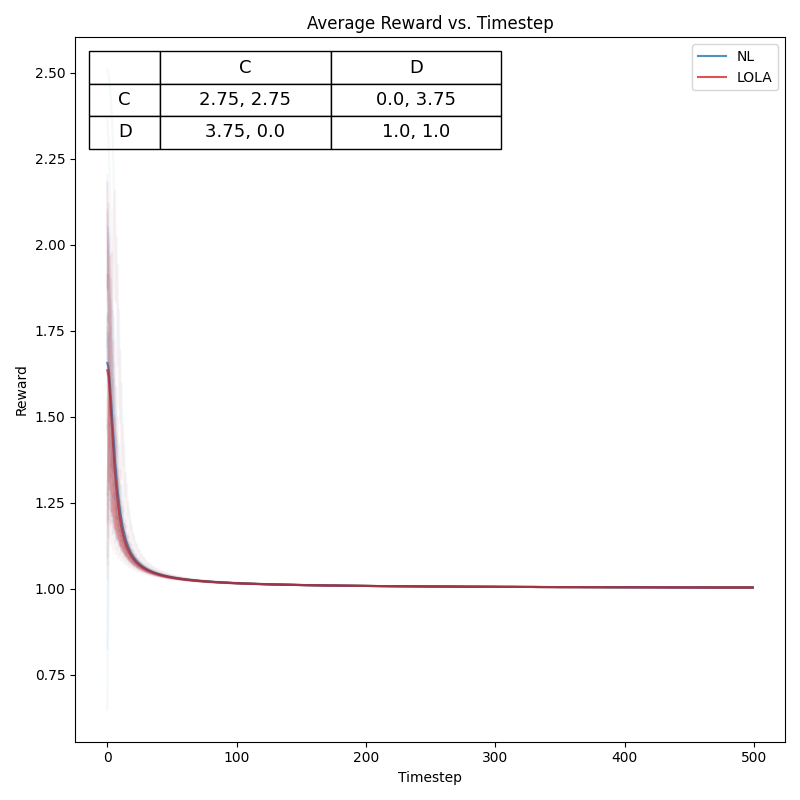 Average Reward vs. Timestep
C D
C 2.75, 2.75 0.0, 3.75
D 3.75, 0.0 1.0, 1.0
NL
LOLA
2.50
2.25
2.00
1.75
1.50
1.25
1.00
0.75
Reward
0 100 200 300 400 500
Timestep